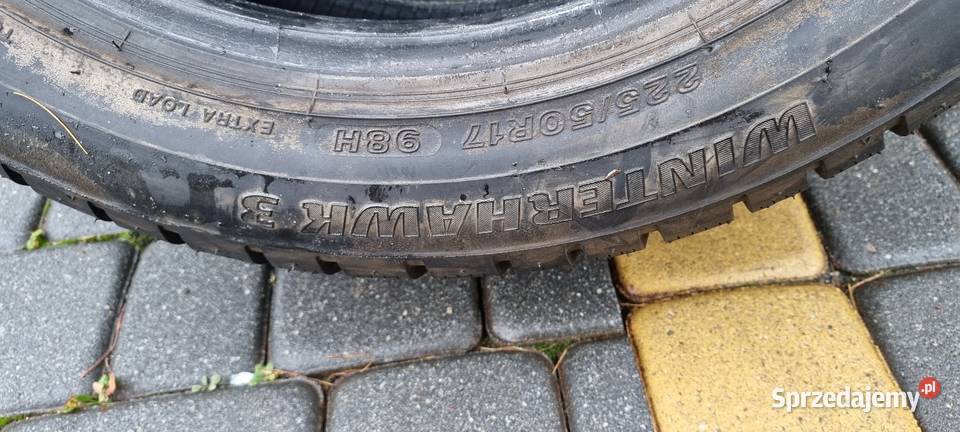 WINTERHAWK 3
225/50R17 98H EXTRA LOAD
Sprzedajemy.pl